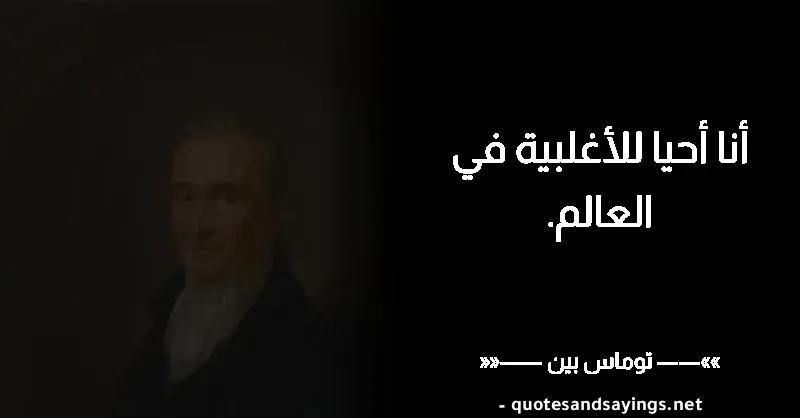 أنا أحيا للأغلبية في
العالم.
»—— توماس بين ——««
- quotesandsayings.net